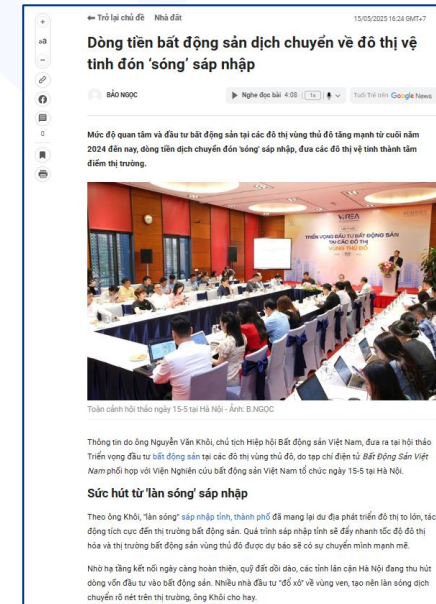 +
aA
−
0
← Trở lại chủ đề Nhà đất
15/05/2025 16:24 GMT+7
Dòng tiền bất động sản dịch chuyển về đô thị vệ
tinh đón ‘sóng’ sáp nhập
BẢO NGỌC
Nghe đọc bài 4:08 1x
Tuổi Trẻ trên Google News
Mức độ quan tâm và đầu tư bất động sản tại các đô thị vùng thủ đô tăng mạnh từ cuối năm
2024 đến nay, dòng tiền dịch chuyển đón 'sóng' sáp nhập, đưa các đô thị vệ tinh thành tâm
điểm thị trường.
VIREA
TRIỂN VỌNG ĐẦU TƯ BẤT ĐỘNG SẢN
TẠI CÁC ĐÔ THỊ
VÙNG THỦ ĐÔ
Toàn cảnh hội thảo ngày 15-5 tại Hà Nội - Ảnh: B.NGỌC
Thông tin do ông Nguyễn Văn Khôi, chủ tịch Hiệp hội Bất động sản Việt Nam, đưa ra tại hội thảo
Triển vọng đầu tư bất động sản tại các đô thị vùng thủ đô, do tạp chí điện tử Bất Động Sản Việt
Nam phối hợp với Viện Nghiên cứu bất động sản Việt Nam tổ chức ngày 15-5 tại Hà Nội.
Sức hút từ 'làn sóng' sáp nhập
Theo ông Khôi, "làn sóng" sáp nhập tỉnh, thành phố đã mang lại dư địa phát triển đô thị to lớn, tác
động tích cực đến thị trường bất động sản. Quá trình sáp nhập tỉnh sẽ đẩy nhanh tốc độ đô thị
hóa và thị trường bất động sản vùng thủ đô được dự báo sẽ có sự chuyển mình mạnh mẽ.
Nhờ hạ tầng kết nối ngày càng hoàn thiện, quỹ đất dồi dào, các tỉnh lân cận Hà Nội đang thu hút
dòng vốn đầu tư vào bất động sản. Nhiều nhà đầu tư "đổ xô" về vùng ven, tạo nên làn sóng dịch
chuyển rõ nét trên thị trường, ông Khôi cho hay.